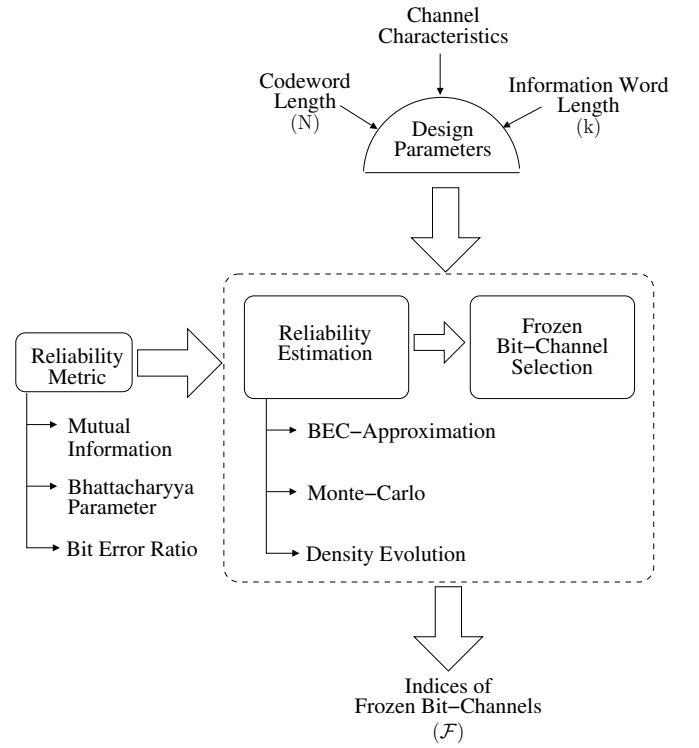 Channel
Characteristics
Codeword
Length
(N)
Information Word
Length
(k)
Design
Parameters
Reliability
Metric
Mutual
Information
Bhattacharyya
Parameter
Bit Error Ratio
Reliability
Estimation
BEC−Approximation
Monte−Carlo
Density Evolution
Frozen
Bit−Channel
Selection
Indices of
Frozen Bit−Channels
(ℱ)